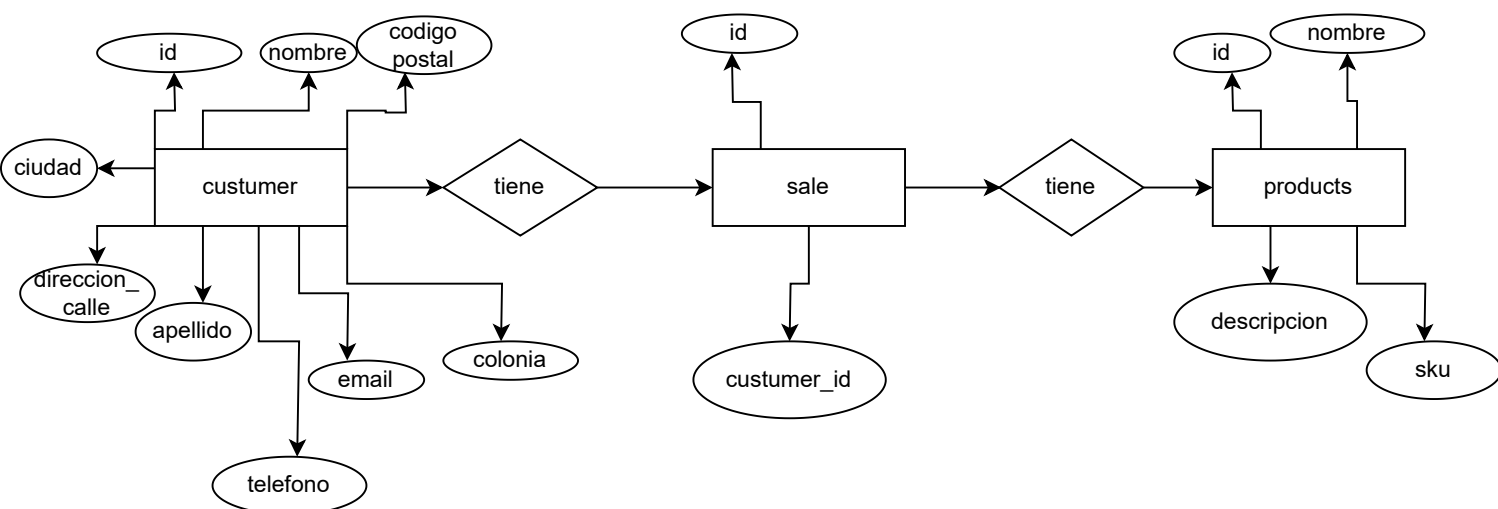 id
nombre
codigo
postal
id
id
nombre
ciudad
custumer
tiene
sale
tiene
products
direccion_
calle
apellido
email
colonia
telefono
custumer_id
descripcion
sku